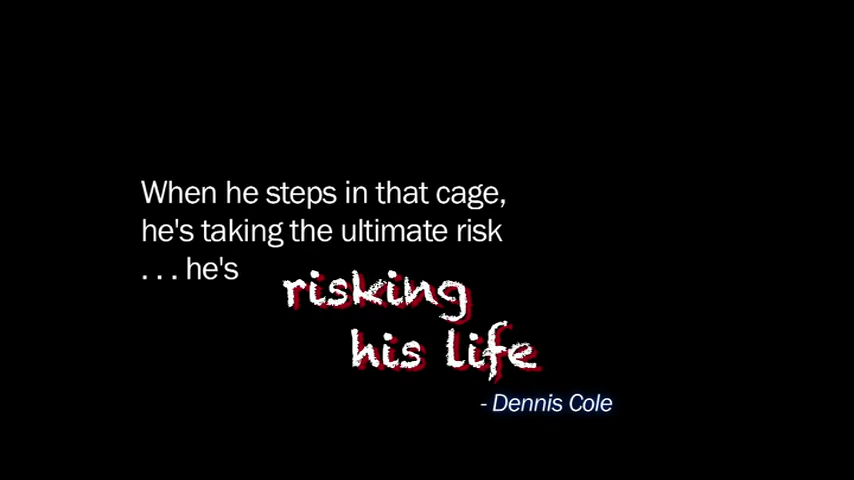 When he steps in that cage,
he's taking the ultimate risk
. . . he's risking
his life
- Dennis Cole